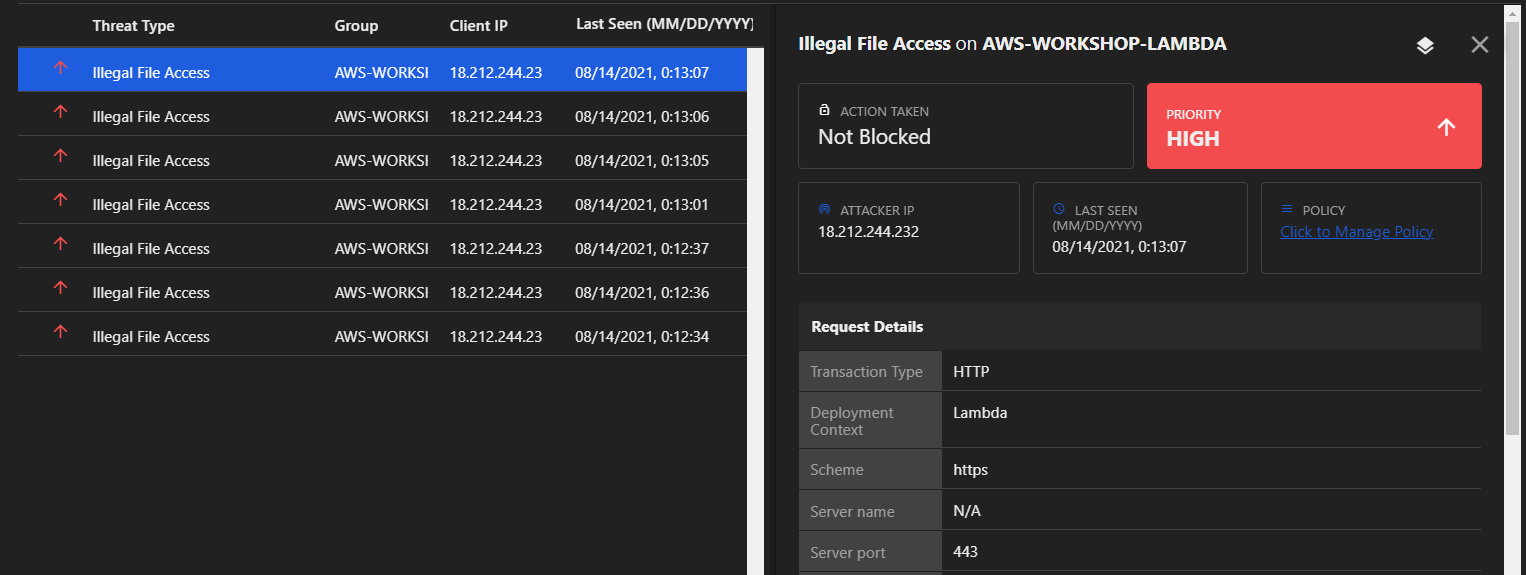 Threat Type Group Client IP Last Seen (MM/DD/YYYY)
Illegal File Access AWS-WORKSI 18.212.244.23 08/14/2021, 0:13:07
Illegal File Access AWS-WORKSI 18.212.244.23 08/14/2021, 0:13:06
Illegal File Access AWS-WORKSI 18.212.244.23 08/14/2021, 0:13:05
Illegal File Access AWS-WORKSI 18.212.244.23 08/14/2021, 0:13:01
Illegal File Access AWS-WORKSI 18.212.244.23 08/14/2021, 0:12:37
Illegal File Access AWS-WORKSI 18.212.244.23 08/14/2021, 0:12:36
Illegal File Access AWS-WORKSI 18.212.244.23 08/14/2021, 0:12:34
Illegal File Access on AWS-WORKSHOP-LAMBDA
ACTION TAKEN
Not Blocked
PRIORITY
HIGH
ATTACKER IP
18.212.244.232
LAST SEEN
(MM/DD/YYYY)
08/14/2021, 0:13:07
POLICY
Click to Manage Policy
Request Details
Transaction Type HTTP
Deployment Lambda
Context
Scheme https
Server name N/A
Server port 443